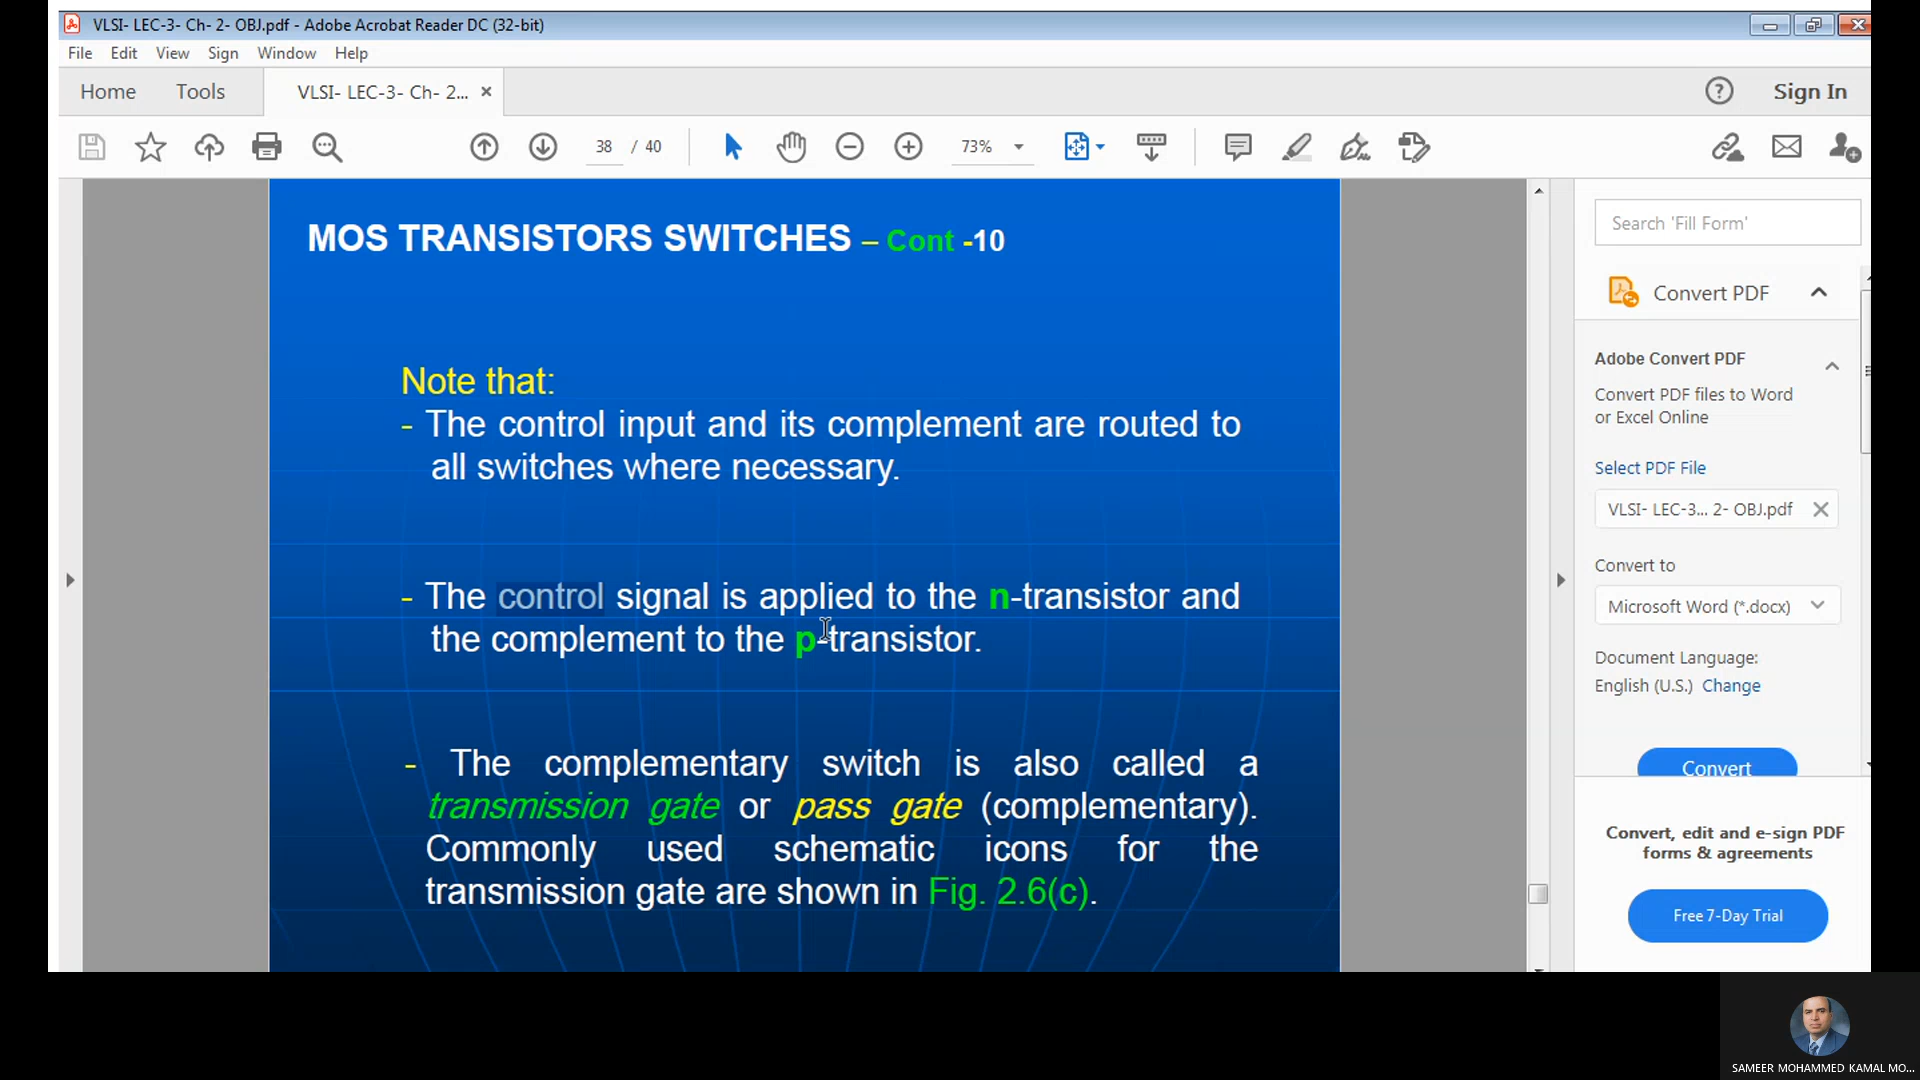 VLSI- LEC-3- Ch- 2- OBJ.pdf - Adobe Acrobat Reader DC (32-bit)
File Edit View Sign Window Help
Home Tools VLSI- LEC-3- Ch- 2... × Sign In
38 / 40 73%
MOS TRANSISTORS SWITCHES – Cont -10
Note that:
- The control input and its complement are routed to
all switches where necessary.
- The control signal is applied to the n-transistor and
the complement to the p-transistor.
- The complementary switch is also called a
transmission gate or pass gate (complementary).
Commonly used schematic icons for the
transmission gate are shown in Fig. 2.6(c).
Search 'Fill Form'
Convert PDF
Adobe Convert PDF
Convert PDF files to Word
or Excel Online
Select PDF File
VLSI- LEC-3... 2- OBJ.pdf
Convert to
Microsoft Word (*.docx)
Document Language:
English (U.S.) Change
Convert
Convert, edit and e-sign PDF
forms & agreements
Free 7-Day Trial
SAMEER MOHAMMED KAMAL MO...